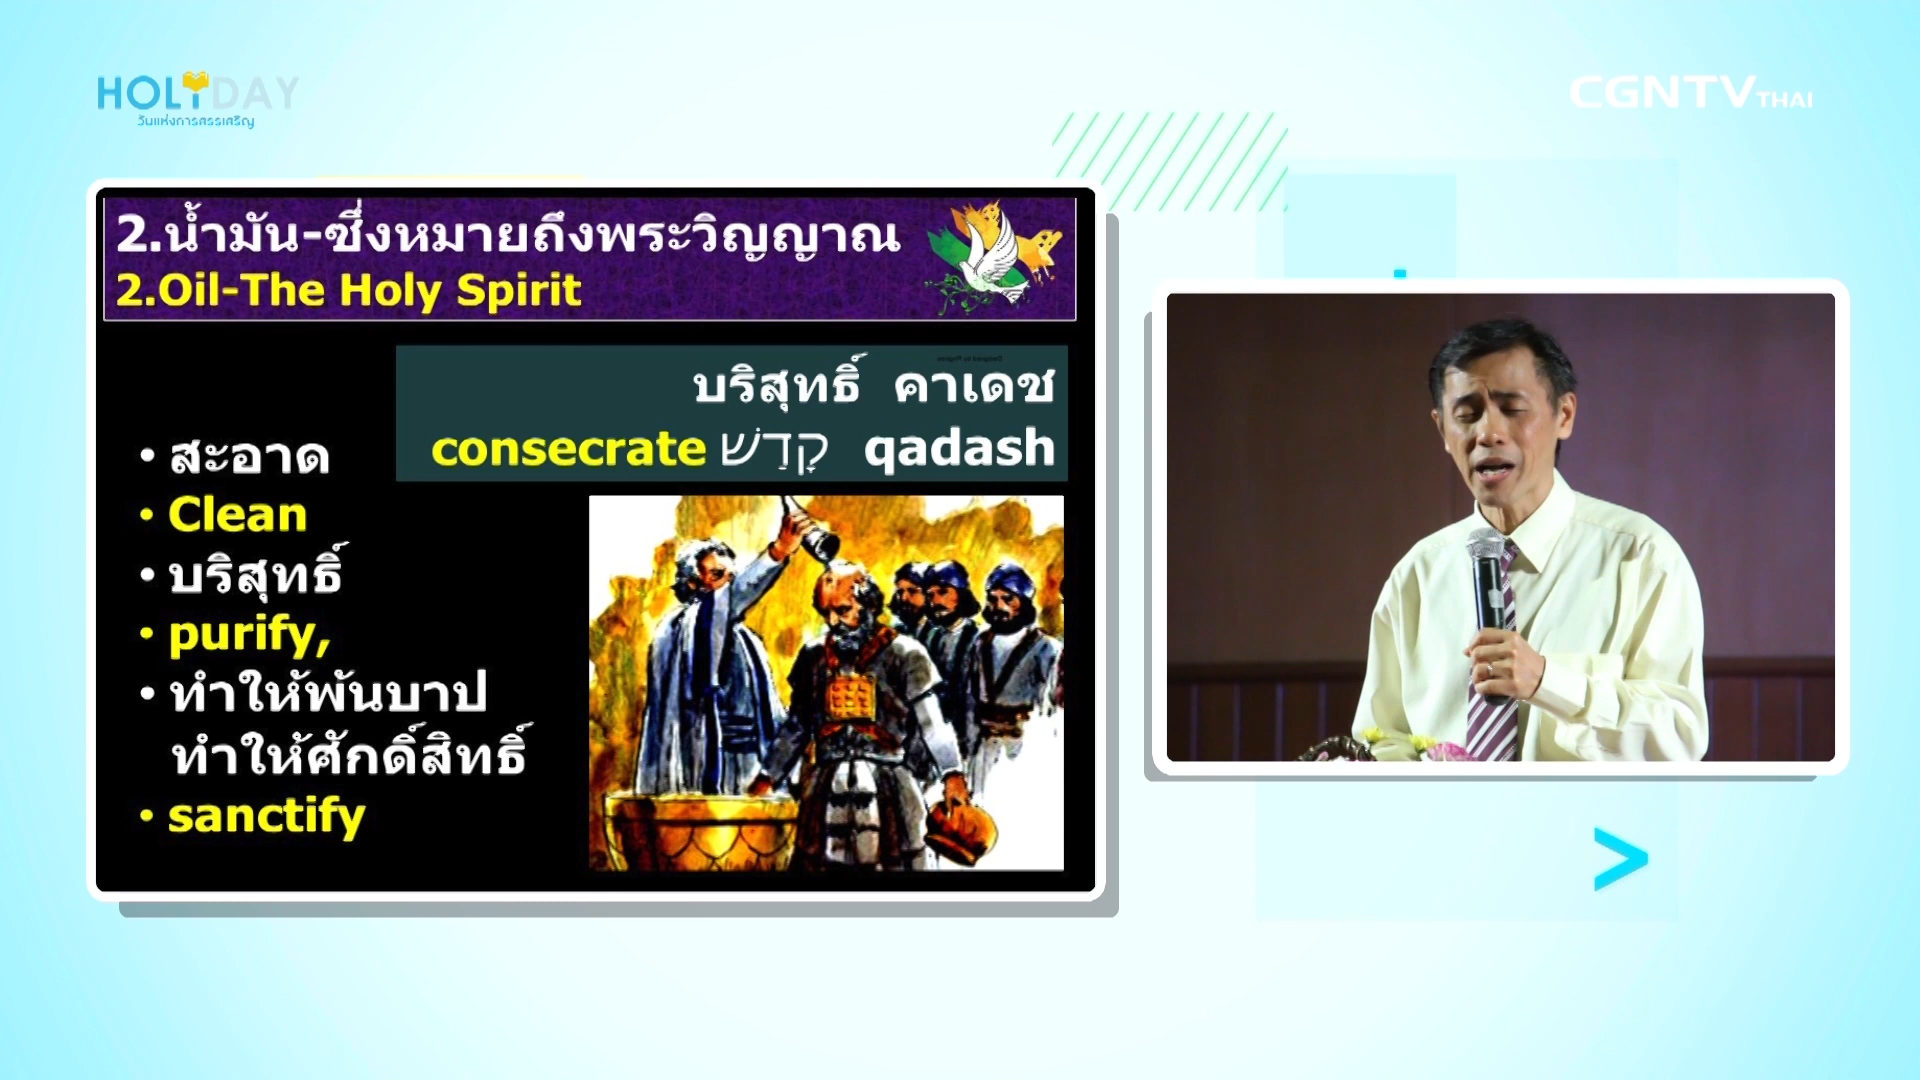 HOLYDAY
วันแห่งการสรรเสริญ
CGNTV THAI
2.น้ำมัน-ซึ่งหมายถึงพระวิญญาณ
2.Oil-The Holy Spirit
บริสุทธิ์ คาเดช
consecrate קָדַשׁ qadash
• สะอาด
• Clean
• บริสุทธิ์
• purify,
• ทำให้พ้นบาป
ทำให้ศักดิ์สิทธิ์
• sanctify
>